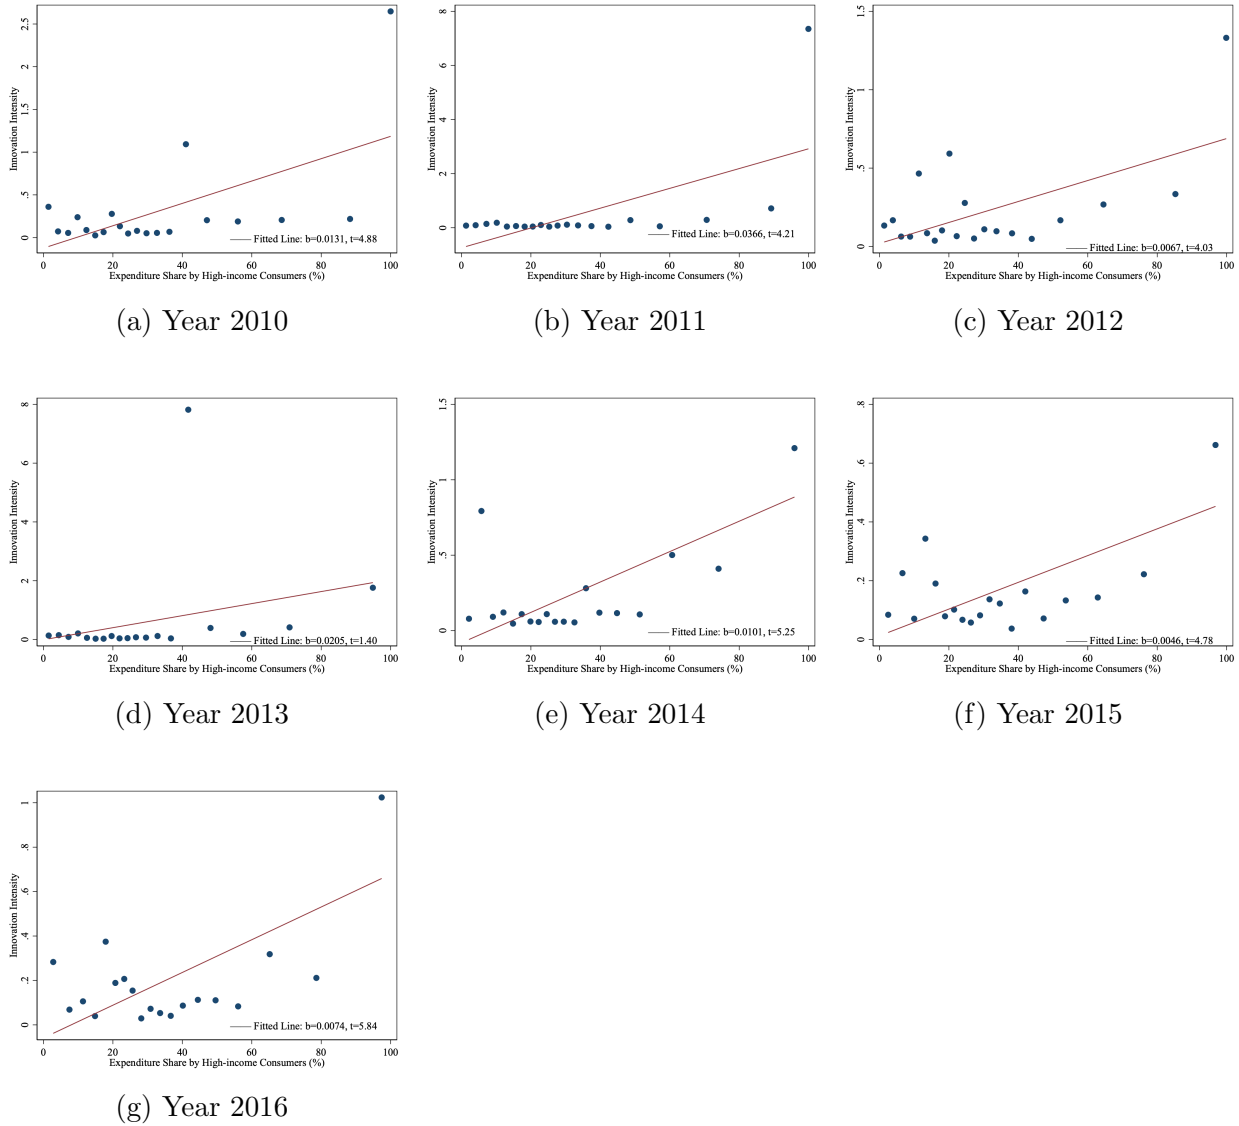 Innovation Intensity
0 .5 1 1.5 2 2.5
Fitted Line: b=0.0131, t=4.88
0 20 40 60 80 100
Expenditure Share by High-income Consumers (%)
(a) Year 2010
Innovation Intensity
0 2 4 6 8
Fitted Line: b=0.0366, t=4.21
0 20 40 60 80 100
Expenditure Share by High-income Consumers (%)
(b) Year 2011
Innovation Intensity
0 .5 1 1.5
Fitted Line: b=0.0067, t=4.03
0 20 40 60 80 100
Expenditure Share by High-income Consumers (%)
(c) Year 2012
Innovation Intensity
0 2 4 6 8
Fitted Line: b=0.0205, t=1.40
0 20 40 60 80 100
Expenditure Share by High-income Consumers (%)
(d) Year 2013
Innovation Intensity
0 .5 1 1.5
Fitted Line: b=0.0101, t=5.25
0 20 40 60 80 100
Expenditure Share by High-income Consumers (%)
(e) Year 2014
Innovation Intensity
0 .2 .4 .6 .8
Fitted Line: b=0.0046, t=4.78
0 20 40 60 80 100
Expenditure Share by High-income Consumers (%)
(f) Year 2015
Innovation Intensity
0 .2 .4 .6 .8 1
Fitted Line: b=0.0074, t=5.84
0 20 40 60 80 100
Expenditure Share by High-income Consumers (%)
(g) Year 2016